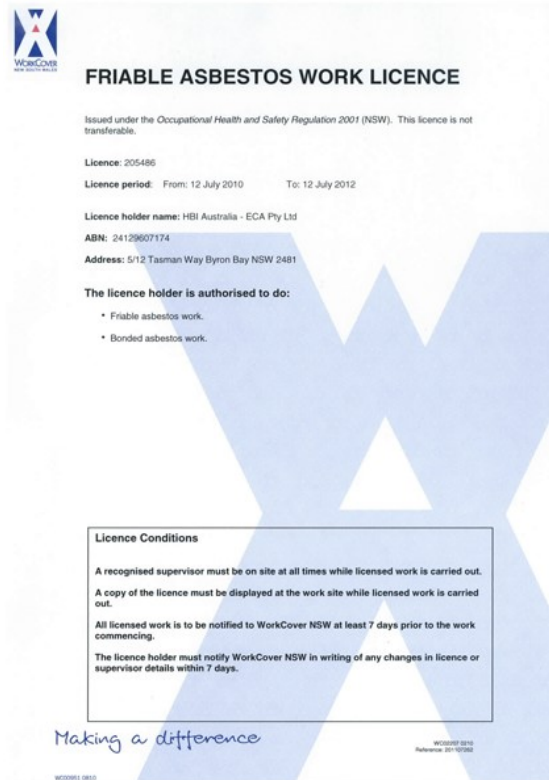 WORKCOVER
NEW SOUTH WALES
FRIABLE ASBESTOS WORK LICENCE
Issued under the Occupational Health and Safety Regulation 2001 (NSW). This licence is not
transferable.
Licence: 205486
Licence period: From: 12 July 2010 To: 12 July 2012
Licence holder name: HBI Australia - ECA Pty Ltd
ABN: 24129607174
Address: 5/12 Tasman Way Byron Bay NSW 2481
The licence holder is authorised to do:
• Friable asbestos work.
• Bonded asbestos work.
Licence Conditions
A recognised supervisor must be on site at all times while licensed work is carried out.
A copy of the licence must be displayed at the work site while licensed work is carried
out.
All licensed work is to be notified to WorkCover NSW at least 7 days prior to the work
commencing.
The licence holder must notify WorkCover NSW in writing of any changes in licence or
supervisor details within 7 days.
Making a difference
Reference: